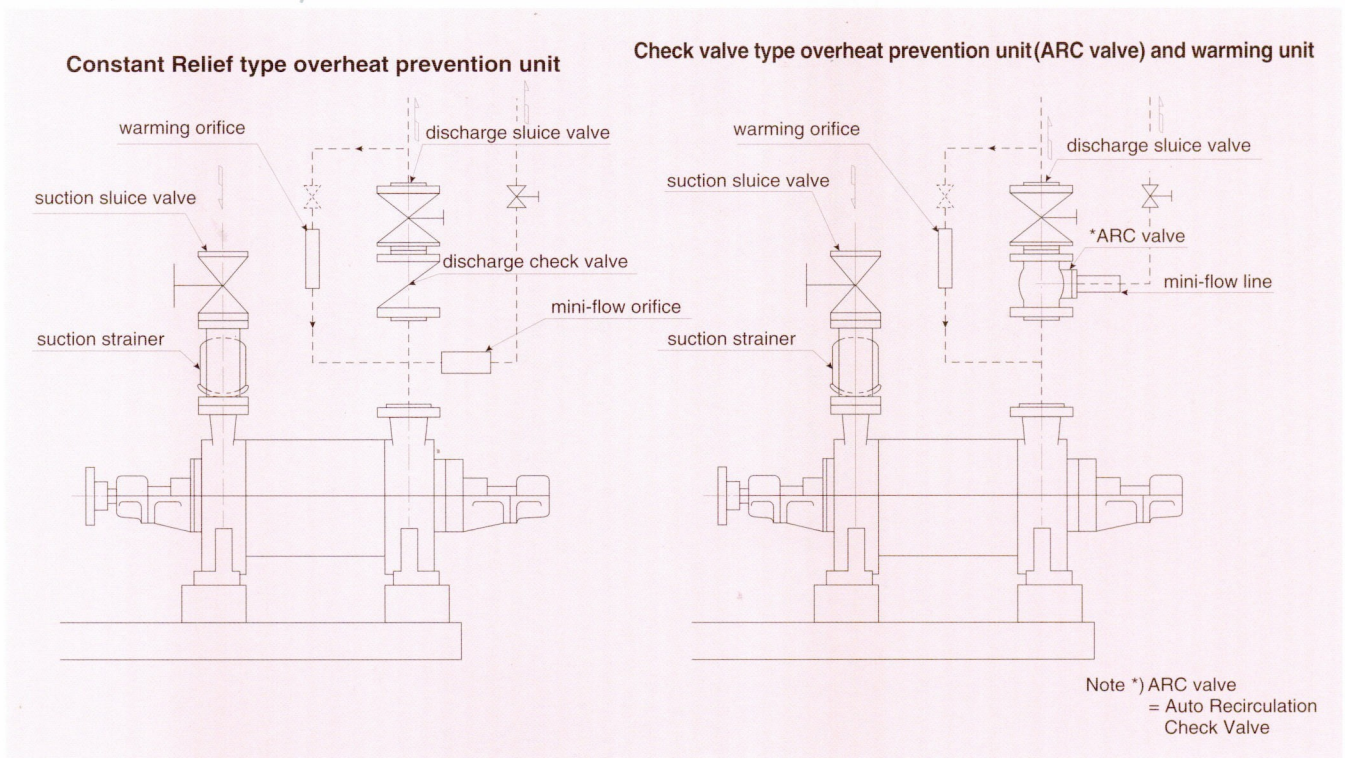 Constant Relief type overheat prevention unit
warming orifice
discharge sluice valve
suction sluice valve
discharge check valve
mini-flow orifice
suction strainer
Check valve type overheat prevention unit(ARC valve) and warming unit
warming orifice
discharge sluice valve
suction sluice valve
*ARC valve
mini-flow line
suction strainer
Note *) ARC valve
= Auto Recirculation
Check Valve